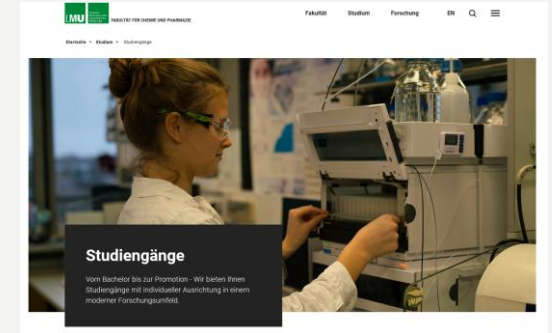 LMU
FAKULTÄT FÜR CHEMIE UND PHARMAZIE
Fakultät Studium Forschung EN
Startseite Studium Studiengänge
Studiengänge
Vom Bachelor bis zur Promotion - Wir bieten Ihnen
Studiengänge mit individueller Ausrichtung in einem
moderner Forschungsumfeld.